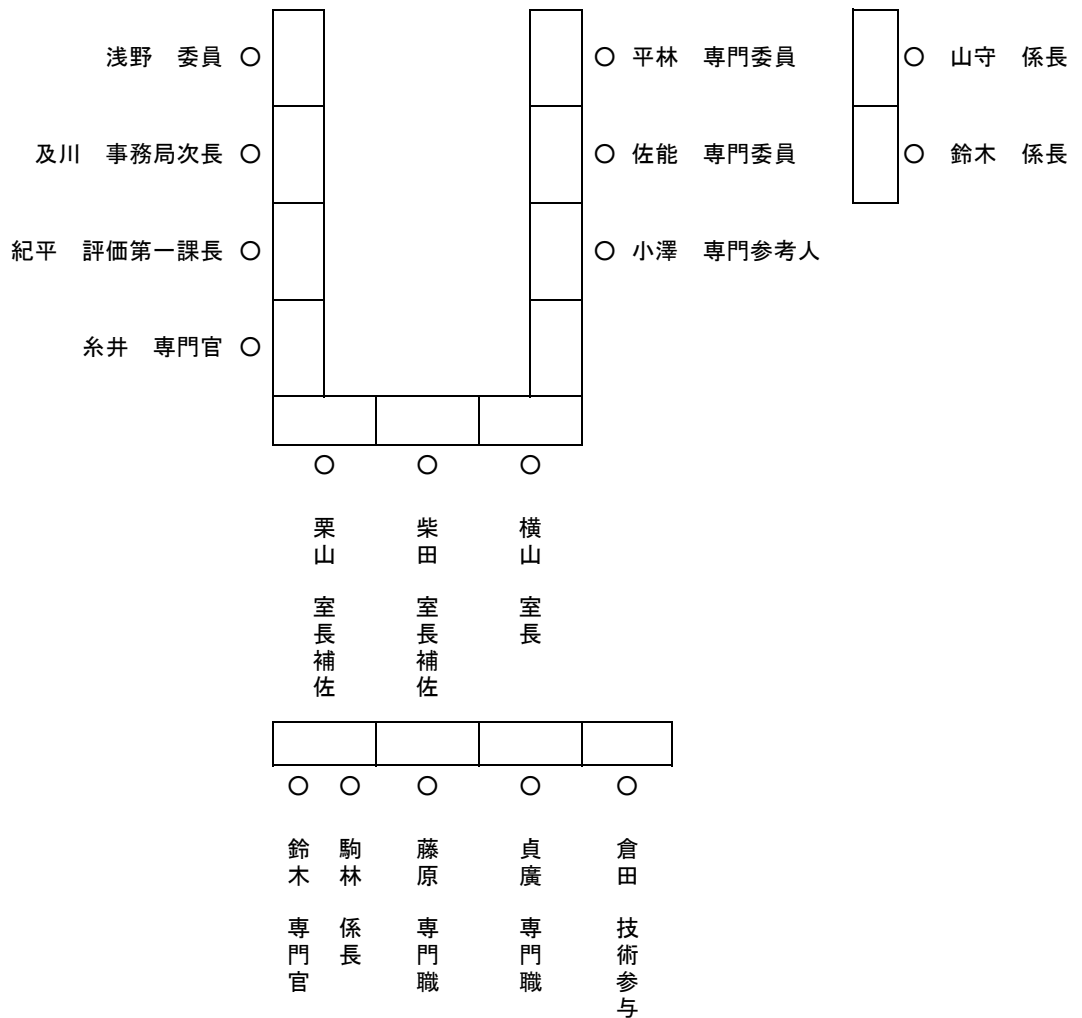 浅野　委員 ○
及川　事務局次長 ○
紀平　評価第一課長 ○
糸井　専門官 ○
○ 平林　専門委員
○ 佐能　専門委員
○ 小澤　専門参考人
○ 山守　係長
○ 鈴木　係長
○
栗山　室長補佐
○
柴田　室長補佐
○
横山　室長
○
鈴木　専門官
○
駒林　係長
○
藤原　専門職
○
貞廣　専門職
○
倉田　技術参与